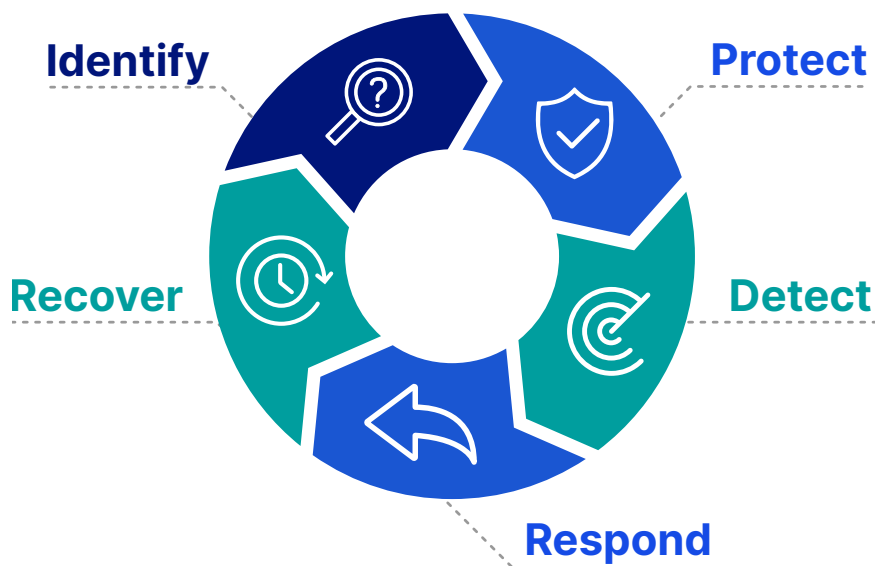 Identify
Protect
?
Recover
Detect
Respond